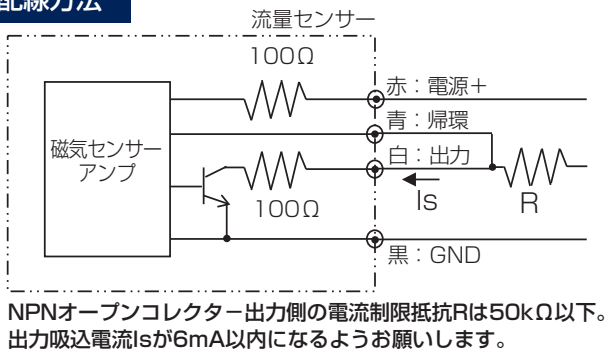 配線方法
流量センサー
100Ω
赤：電源＋
青：帰環
磁気センサー
アンプ
白：出力
Is
R
100Ω
黒：GND
NPNオープンコレクター出力側の電流制限抵抗Rは50kΩ以下。
出力吸込電流Isが6mA以内になるようお願いします。